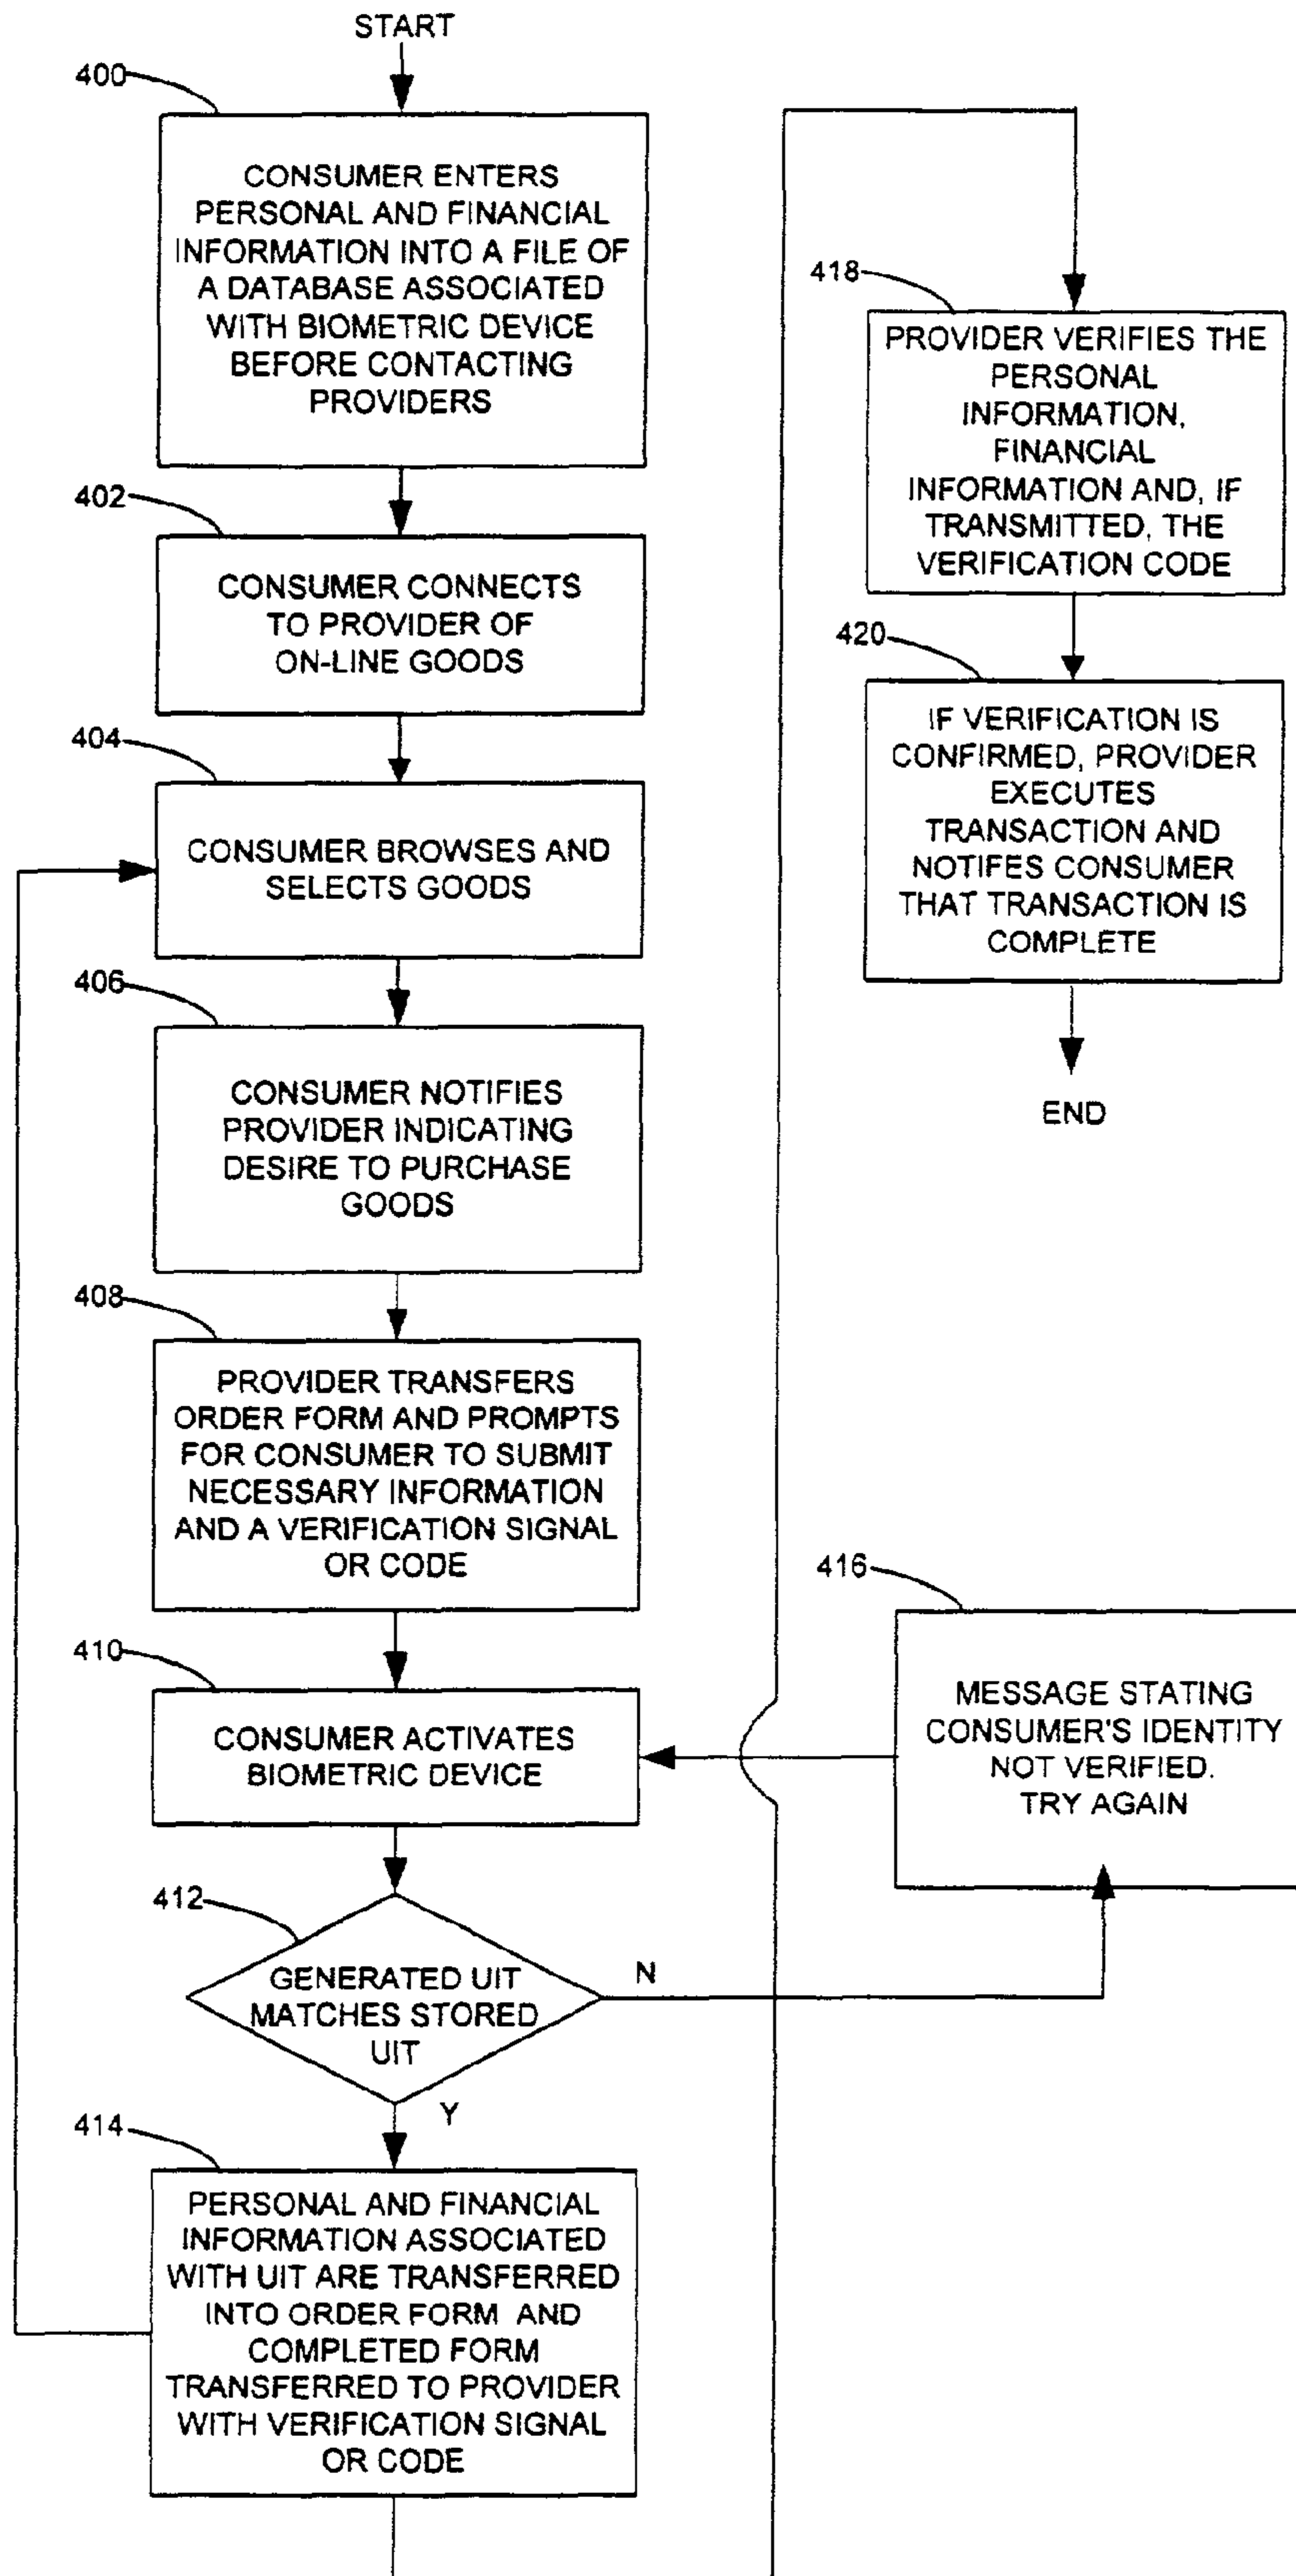 START
400
CONSUMER ENTERS
PERSONAL AND FINANCIAL
INFORMATION INTO A FILE OF
A DATABASE ASSOCIATED
WITH BIOMETRIC DEVICE
BEFORE CONTACTING
PROVIDERS
402
CONSUMER CONNECTS
TO PROVIDER OF
ON-LINE GOODS
404
CONSUMER BROWSES AND
SELECTS GOODS
406
CONSUMER NOTIFIES
PROVIDER INDICATING
DESIRE TO PURCHASE
GOODS
408
PROVIDER TRANSFERS
ORDER FORM AND PROMPTS
FOR CONSUMER TO SUBMIT
NECESSARY INFORMATION
AND A VERIFICATION SIGNAL
OR CODE
410
CONSUMER ACTIVATES
BIOMETRIC DEVICE
412
GENERATED UIT
MATCHES STORED
UIT
N
Y
414
PERSONAL AND FINANCIAL
INFORMATION ASSOCIATED
WITH UIT ARE TRANSFERRED
INTO ORDER FORM AND
COMPLETED FORM
TRANSFERRED TO PROVIDER
WITH VERIFICATION SIGNAL
OR CODE
416
MESSAGE STATING
CONSUMER'S IDENTITY
NOT VERIFIED.
TRY AGAIN
418
PROVIDER VERIFIES THE
PERSONAL
INFORMATION,
FINANCIAL
INFORMATION AND, IF
TRANSMITTED, THE
VERIFICATION CODE
420
IF VERIFICATION IS
CONFIRMED, PROVIDER
EXECUTES
TRANSACTION AND
NOTIFES CONSUMER
THAT TRANSACTION IS
COMPLETE
END